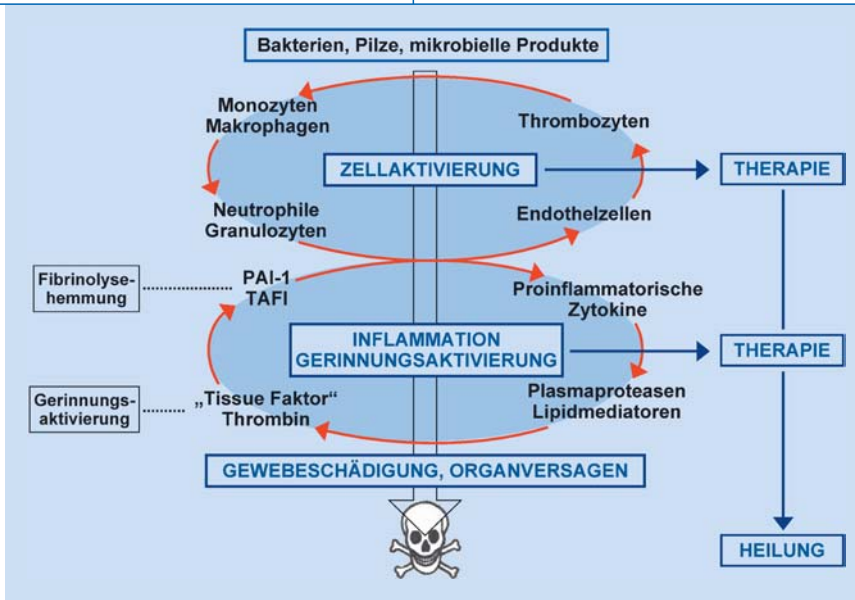 Bakterien, Pilze, mikrobielle Produkte
Monozyten
Makrophagen
Thrombozyten
ZELLAKTIVIERUNG
THERAPIE
Neutrophile
Granulozyten
Endothelzellen
Fibrinolyse-
hemmung
PAI-1
TAFI
Proinflammatorische
Zytokine
INFLAMMATION
GERINNUNGSAKTIVIERUNG
THERAPIE
Gerinnungs-
aktivierung
„Tissue Faktor“
Thrombin
Plasmaproteasen
Lipidmediatoren
GEWEBESCHÄDIGUNG, ORGANVERSAGEN
HEILUNG